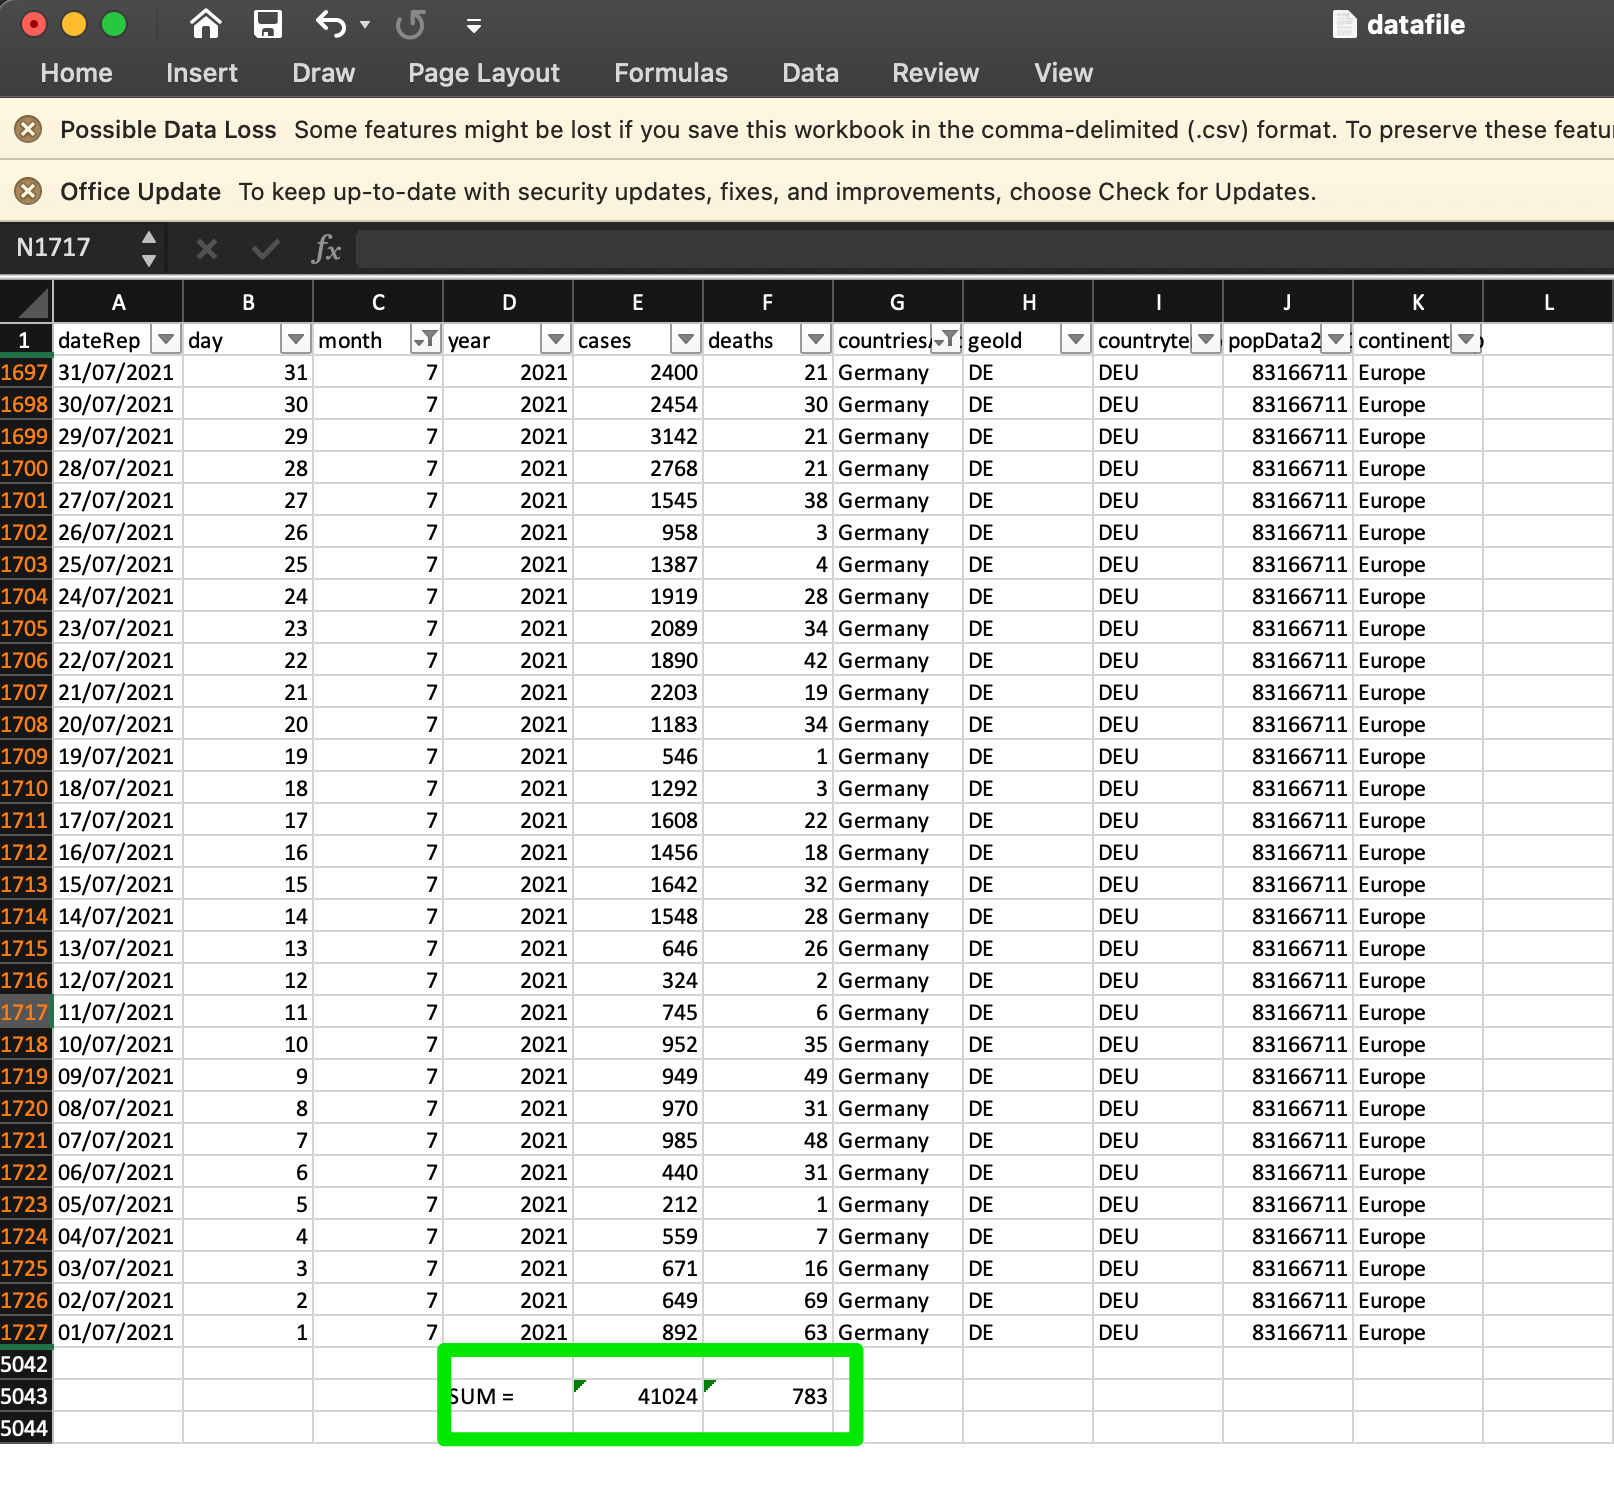 datafile
Home Insert Draw Page Layout Formulas Data Review View
Possible Data Loss Some features might be lost if you save this workbook in the comma-delimited (.csv) format. To preserve these featu
Office Update To keep up-to-date with security updates, fixes, and improvements, choose Check for Updates.
N1717 fx
A B C D E F G H I J K L
1 dateRep day month year cases deaths countries geoId countryte popData2 continent
1697 31/07/2021 31 7 2021 2400 21 Germany DE DEU 83166711 Europe
1698 30/07/2021 30 7 2021 2454 30 Germany DE DEU 83166711 Europe
1699 29/07/2021 29 7 2021 3142 21 Germany DE DEU 83166711 Europe
1700 28/07/2021 28 7 2021 2768 21 Germany DE DEU 83166711 Europe
1701 27/07/2021 27 7 2021 1545 38 Germany DE DEU 83166711 Europe
1702 26/07/2021 26 7 2021 958 3 Germany DE DEU 83166711 Europe
1703 25/07/2021 25 7 2021 1387 4 Germany DE DEU 83166711 Europe
1704 24/07/2021 24 7 2021 1919 28 Germany DE DEU 83166711 Europe
1705 23/07/2021 23 7 2021 2089 34 Germany DE DEU 83166711 Europe
1706 22/07/2021 22 7 2021 1890 42 Germany DE DEU 83166711 Europe
1707 21/07/2021 21 7 2021 2203 19 Germany DE DEU 83166711 Europe
1708 20/07/2021 20 7 2021 1183 34 Germany DE DEU 83166711 Europe
1709 19/07/2021 19 7 2021 546 1 Germany DE DEU 83166711 Europe
1710 18/07/2021 18 7 2021 1292 3 Germany DE DEU 83166711 Europe
1711 17/07/2021 17 7 2021 1608 22 Germany DE DEU 83166711 Europe
1712 16/07/2021 16 7 2021 1456 18 Germany DE DEU 83166711 Europe
1713 15/07/2021 15 7 2021 1642 32 Germany DE DEU 83166711 Europe
1714 14/07/2021 14 7 2021 1548 28 Germany DE DEU 83166711 Europe
1715 13/07/2021 13 7 2021 646 26 Germany DE DEU 83166711 Europe
1716 12/07/2021 12 7 2021 324 2 Germany DE DEU 83166711 Europe
1717 11/07/2021 11 7 2021 745 6 Germany DE DEU 83166711 Europe
1718 10/07/2021 10 7 2021 952 35 Germany DE DEU 83166711 Europe
1719 09/07/2021 9 7 2021 949 49 Germany DE DEU 83166711 Europe
1720 08/07/2021 8 7 2021 970 31 Germany DE DEU 83166711 Europe
1721 07/07/2021 7 7 2021 985 48 Germany DE DEU 83166711 Europe
1722 06/07/2021 6 7 2021 440 31 Germany DE DEU 83166711 Europe
1723 05/07/2021 5 7 2021 212 1 Germany DE DEU 83166711 Europe
1724 04/07/2021 4 7 2021 559 7 Germany DE DEU 83166711 Europe
1725 03/07/2021 3 7 2021 671 16 Germany DE DEU 83166711 Europe
1726 02/07/2021 2 7 2021 649 69 Germany DE DEU 83166711 Europe
1727 01/07/2021 1 7 2021 892 63 Germany DE DEU 83166711 Europe
5042
5043 SUM = 41024 783
5044